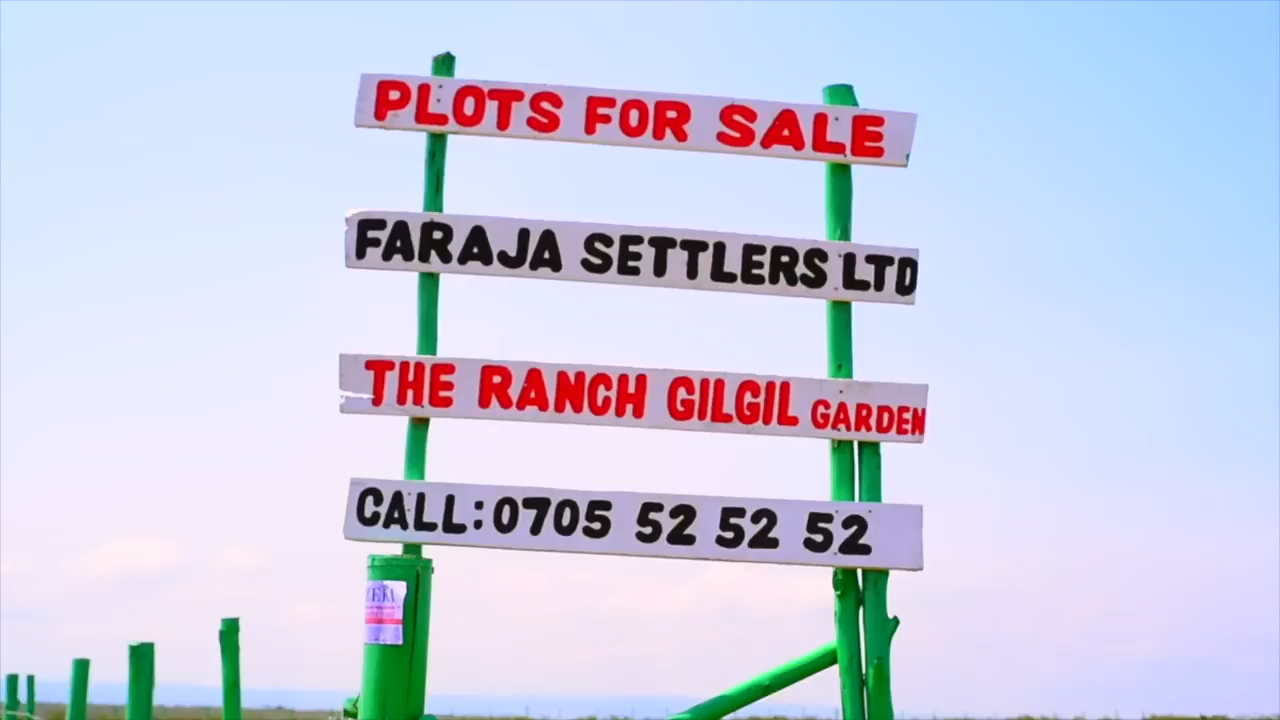 PLOTS FOR SALE
FARAJA SETTLERS LTD
THE RANCH GILGIL GARDEN
CALL: 0705 52 52 52